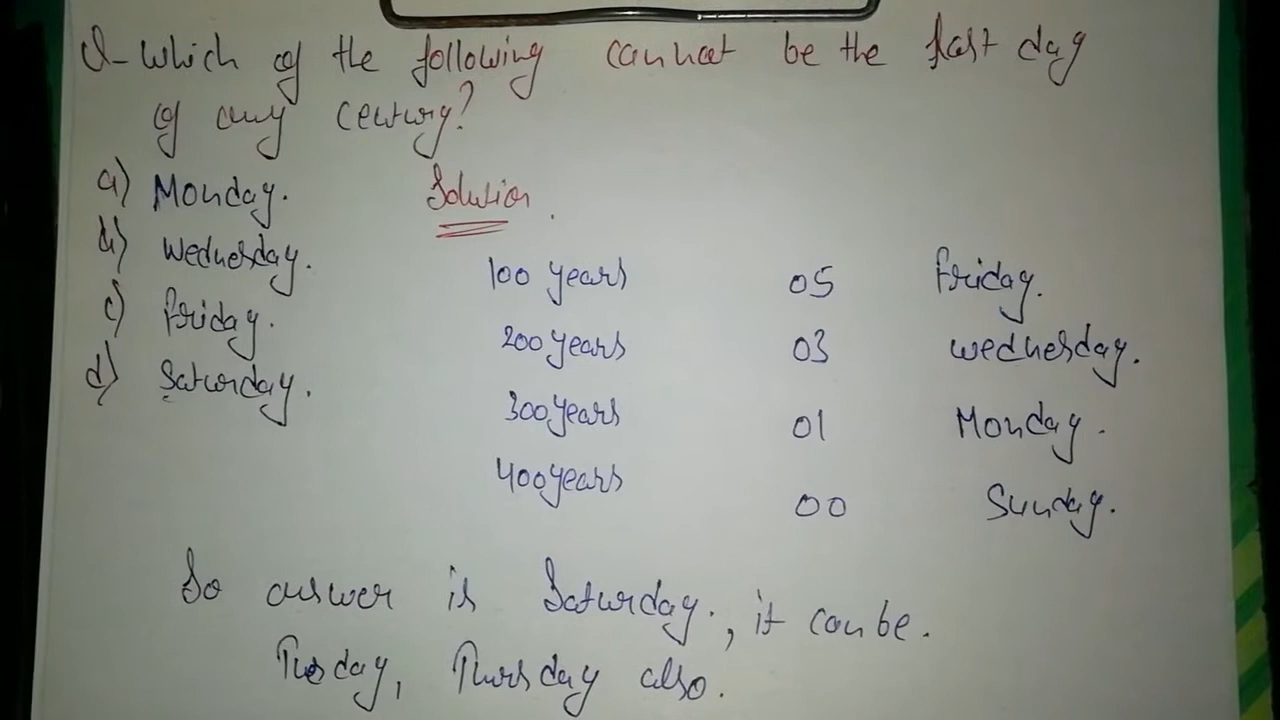 Q- Which of the following cannot be the last day
of any century?
a) Monday.
b) Wednesday.
c) Friday.
d) Saturday.
Solution.
100 years 05 Friday.
200 years 03 Wednesday.
300 years 01 Monday.
400 years 00 Sunday.
So answer is Saturday., it can be.
Tuesday, Thursday also.